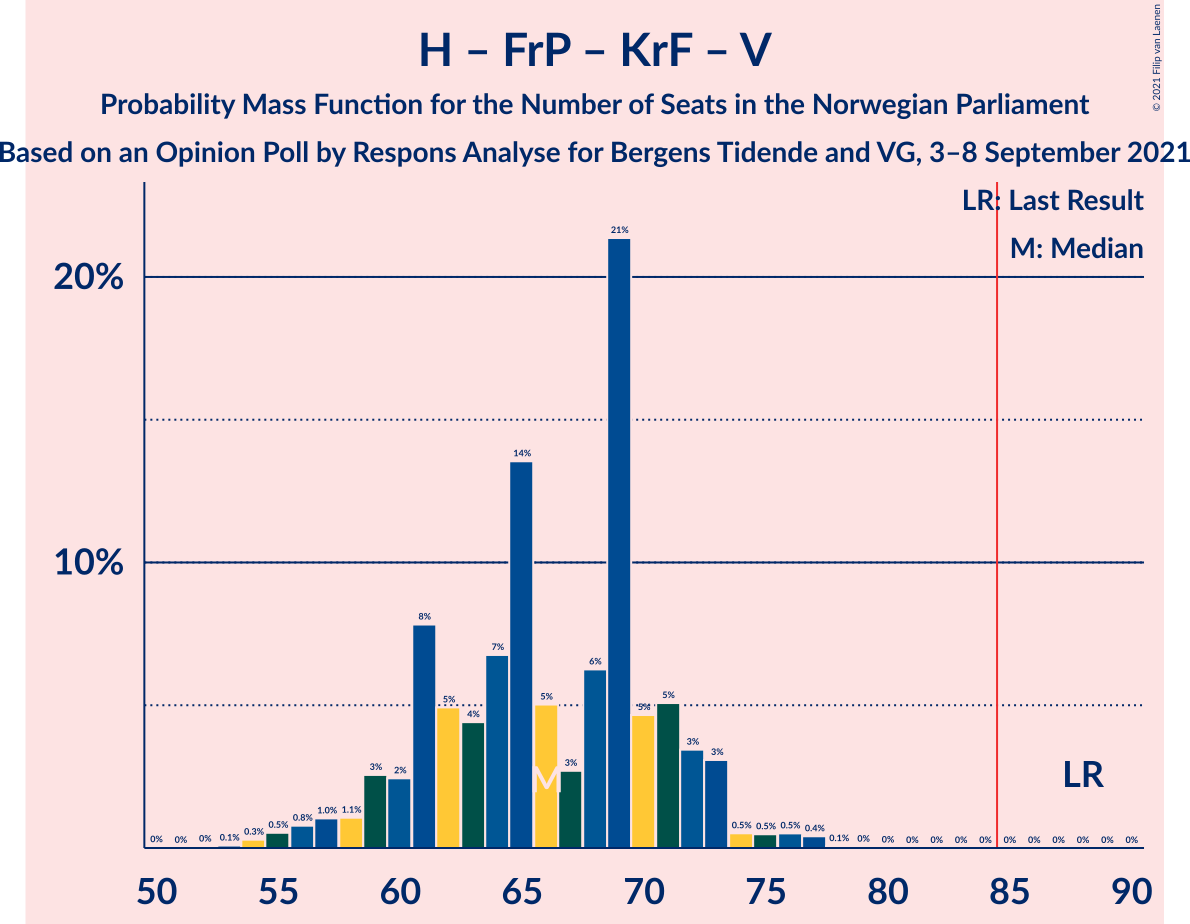 H – FrP – KrF – V
Probability Mass Function for the Number of Seats in the Norwegian Parliament
Based on an Opinion Poll by Respons Analyse for Bergens Tidende and VG, 3–8 September 2021
© 2021 Filip van Laenen
LR: Last Result
M: Median
20%
10%
0% 0% 0% 0.1% 0.3% 0.5% 0.8% 1.0% 1.1% 3% 2% 8% 5% 4% 7% 14% 5% 3% 6% 21% 5% 5% 3% 3% 0.5% 0.5% 0.5% 0.4% 0.1% 0% 0% 0% 0% 0% 0% 0% 0% 0% 0% 0% 0%
M
LR
50 55 60 65 70 75 80 85 90